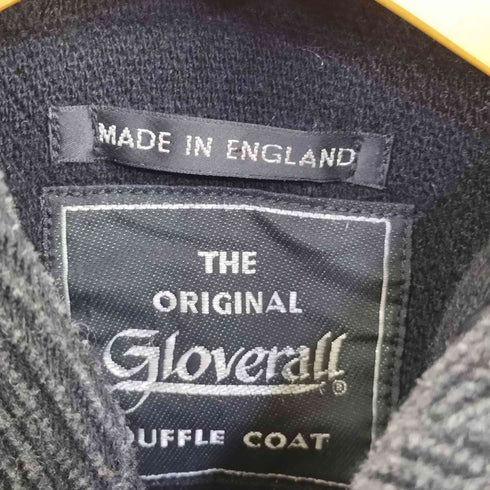 MADE IN ENGLAND
THE
ORIGINAL
Gloverall®
DUFFLE COAT